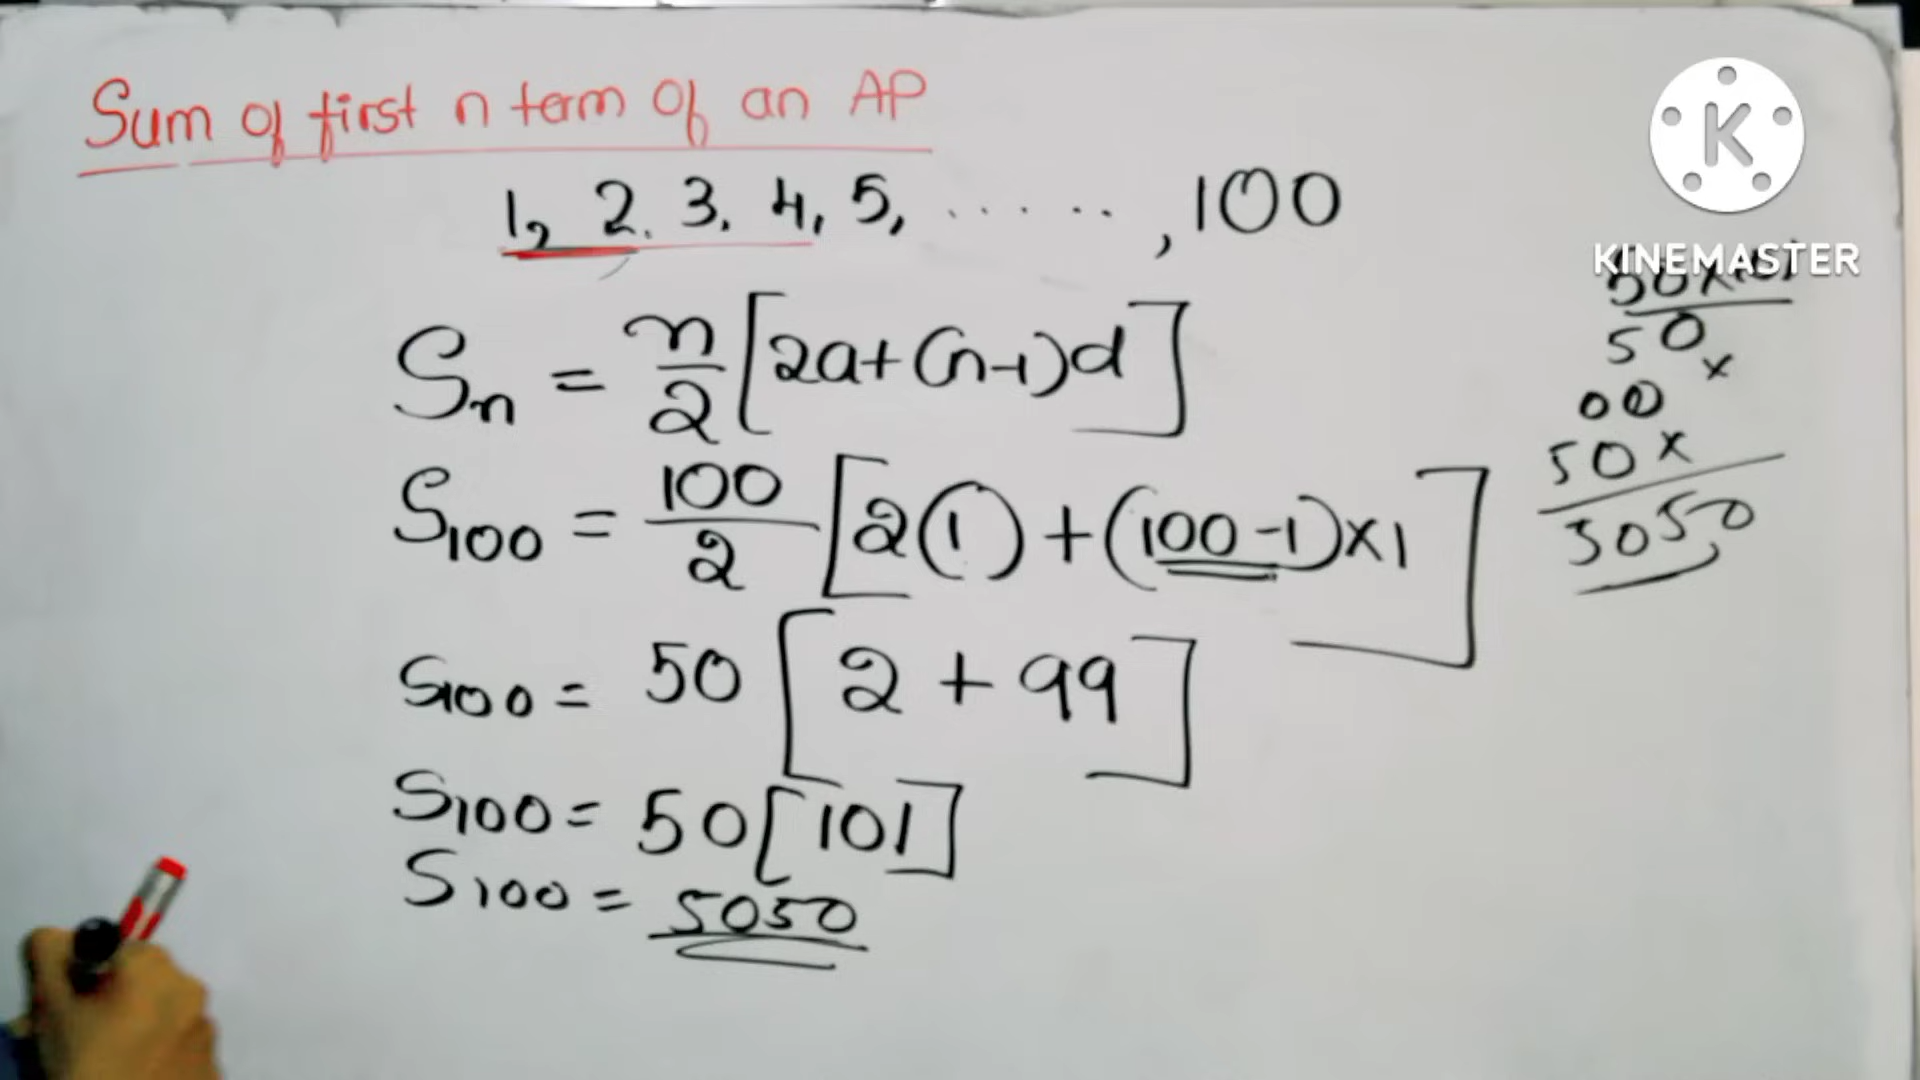 Sum of first n term of an AP
1, 2, 3, 4, 5, ......, 100
Sn = n/2 [2a+(n-1)d]
S100 = 100/2 [2(1) + (100-1)×1]
S100 = 50 [2 + 99]
S100 = 50[101]
S100 = 5050
K
KINEMASTER
50×101
50
×
00
50×
5050